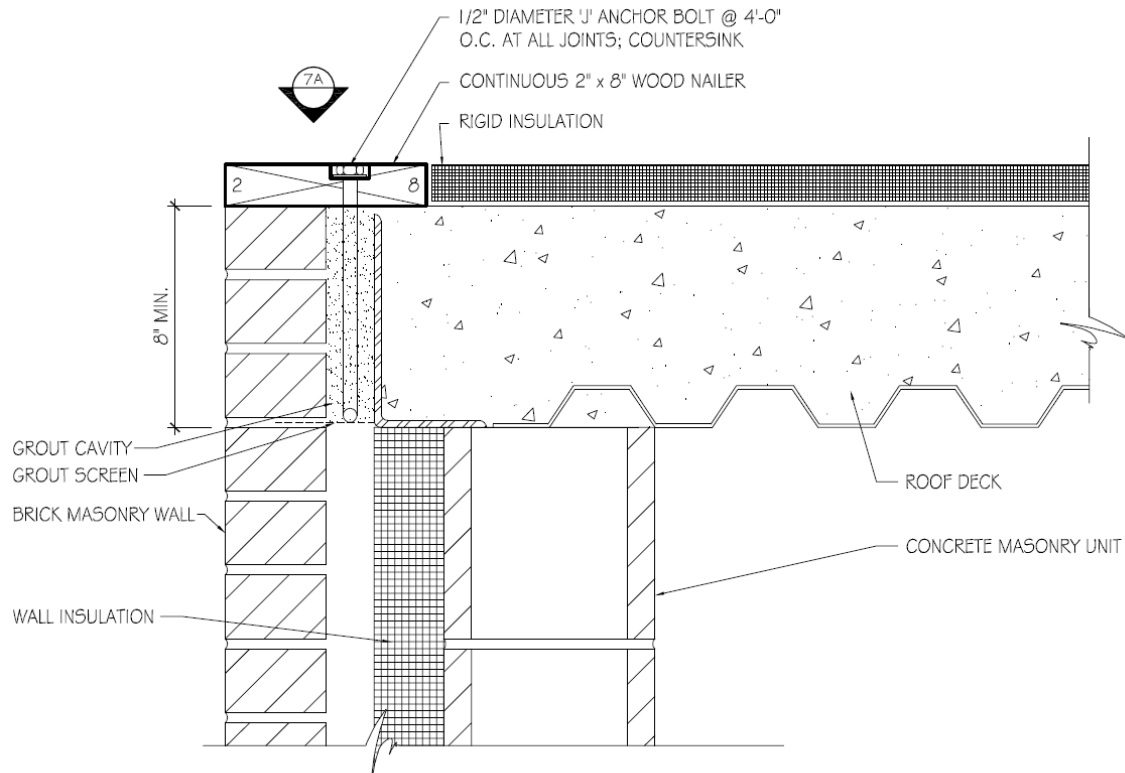 1/2" DIAMETER 'J' ANCHOR BOLT @ 4'-0"
O.C. AT ALL JOINTS; COUNTERSINK
7A
CONTINUOUS 2" x 8" WOOD NAILER
RIGID INSULATION
2
8
8" MIN.
GROUT CAVITY
GROUT SCREEN
ROOF DECK
BRICK MASONRY WALL
CONCRETE MASONRY UNIT
WALL INSULATION